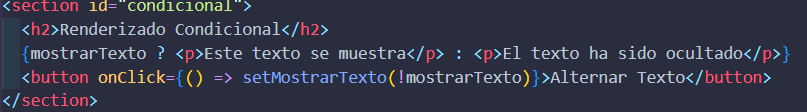 <section id="condicional">
<h2>Renderizado Condicional</h2>
{mostrarTexto ? <p>Este texto se muestra</p> : <p>El texto ha sido ocultado</p>}
<button onClick={() => setMostrarTexto(!mostrarTexto)}>Alternar Texto</button>
</section>